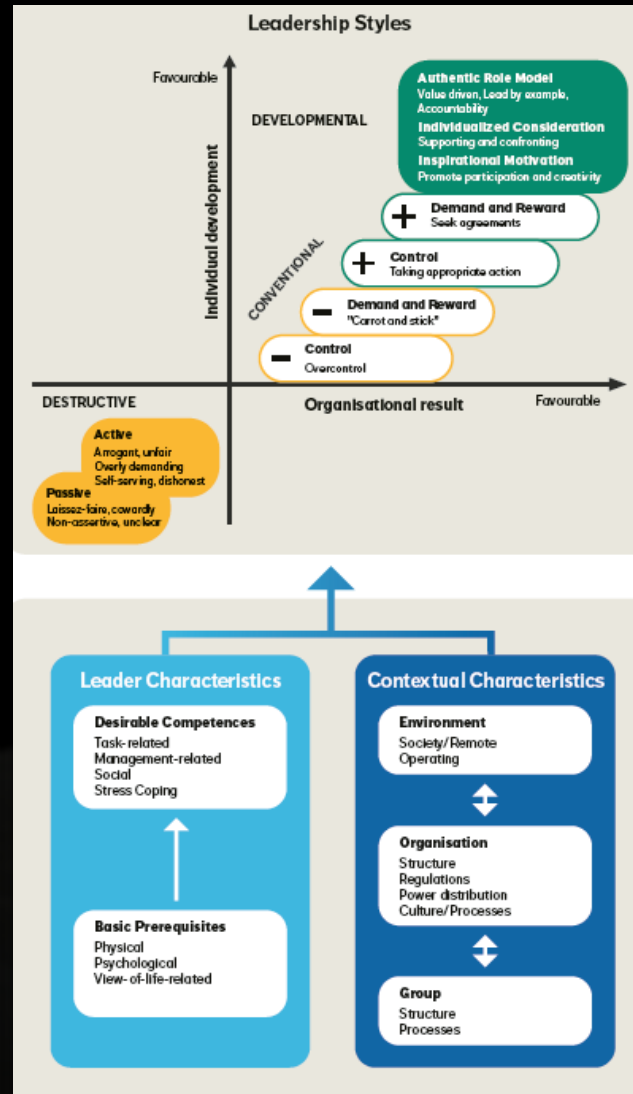 Leadership Styles
Favourable
Individual development
DEVELOPMENTAL
Authentic Role Model
Value driven, Lead by example,
Accountability
Individualized Consideration
Supporting and confronting
Inspirational Motivation
Promote participation and creativity
CONVENTIONAL
+ Demand and Reward
Seek agreements
+ Control
Taking appropriate action
− Demand and Reward
"Carrot and stick"
− Control
Overcontrol
DESTRUCTIVE
Organisational result
Favourable
Active
Arrogant, unfair
Overly demanding
Self-serving, dishonest
Passive
Laissez-faire, cowardly
Non-assertive, unclear
Leader Characteristics
Desirable Competences
Task-related
Management-related
Social
Stress Coping
Basic Prerequisites
Physical
Psychological
View-of-life-related
Contextual Characteristics
Environment
Society/Remote
Operating
Organisation
Structure
Regulations
Power distribution
Culture/Processes
Group
Structure
Processes